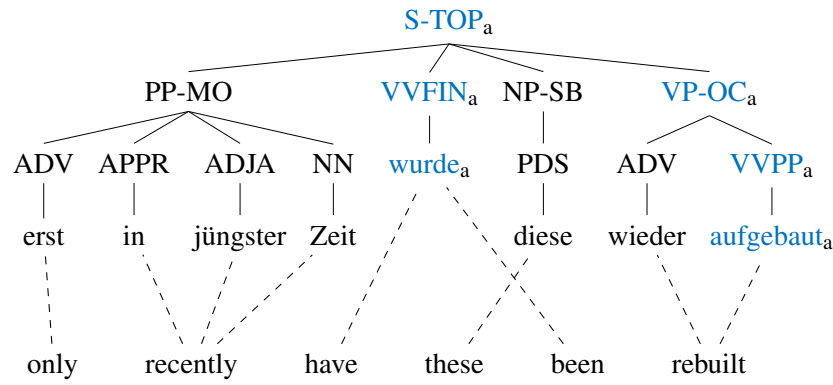 S-TOPa
PP-MO VVFINa NP-SB VP-OCa
ADV APPR ADJA NN wurdea PDS ADV VVPPa
erst in jüngster Zeit diese wieder aufgebauta
only recently have these been rebuilt